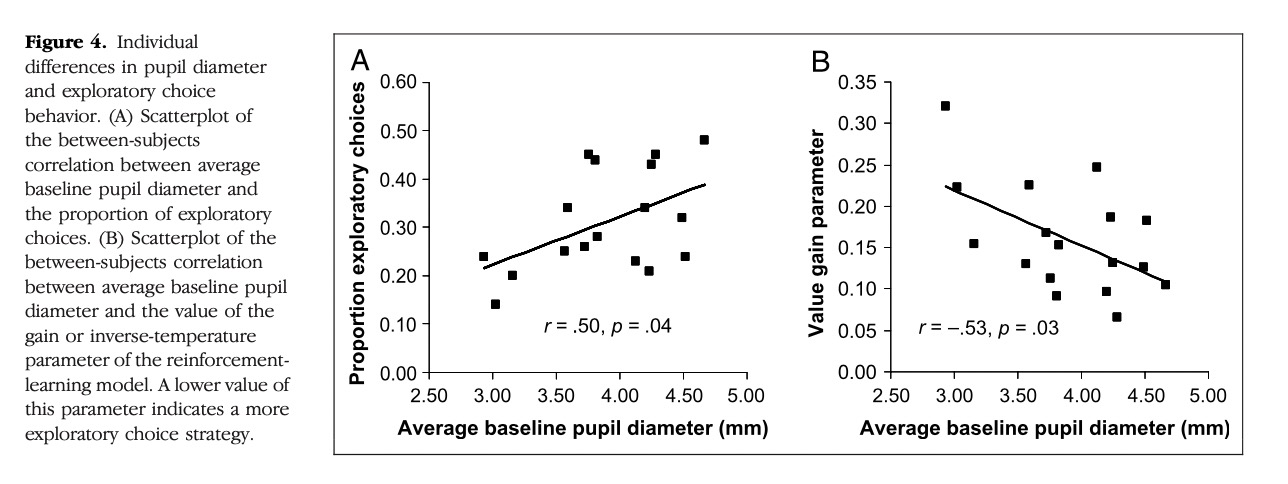 Figure 4. Individual
differences in pupil diameter
and exploratory choice
behavior. (A) Scatterplot of
the between-subjects
correlation between average
baseline pupil diameter and
the proportion of exploratory
choices. (B) Scatterplot of the
between-subjects correlation
between average baseline pupil
diameter and the value of the
gain or inverse-temperature
parameter of the reinforcement-
learning model. A lower value of
this parameter indicates a more
exploratory choice strategy.
A
Proportion exploratory choices
0.60
0.50
0.40
0.30
0.20
0.10
0.00
r = .50, p = .04
2.50 3.00 3.50 4.00 4.50 5.00
Average baseline pupil diameter (mm)
B
Value gain parameter
0.35
0.30
0.25
0.20
0.15
0.10
0.05
0.00
r = –.53, p = .03
2.50 3.00 3.50 4.00 4.50 5.00
Average baseline pupil diameter (mm)